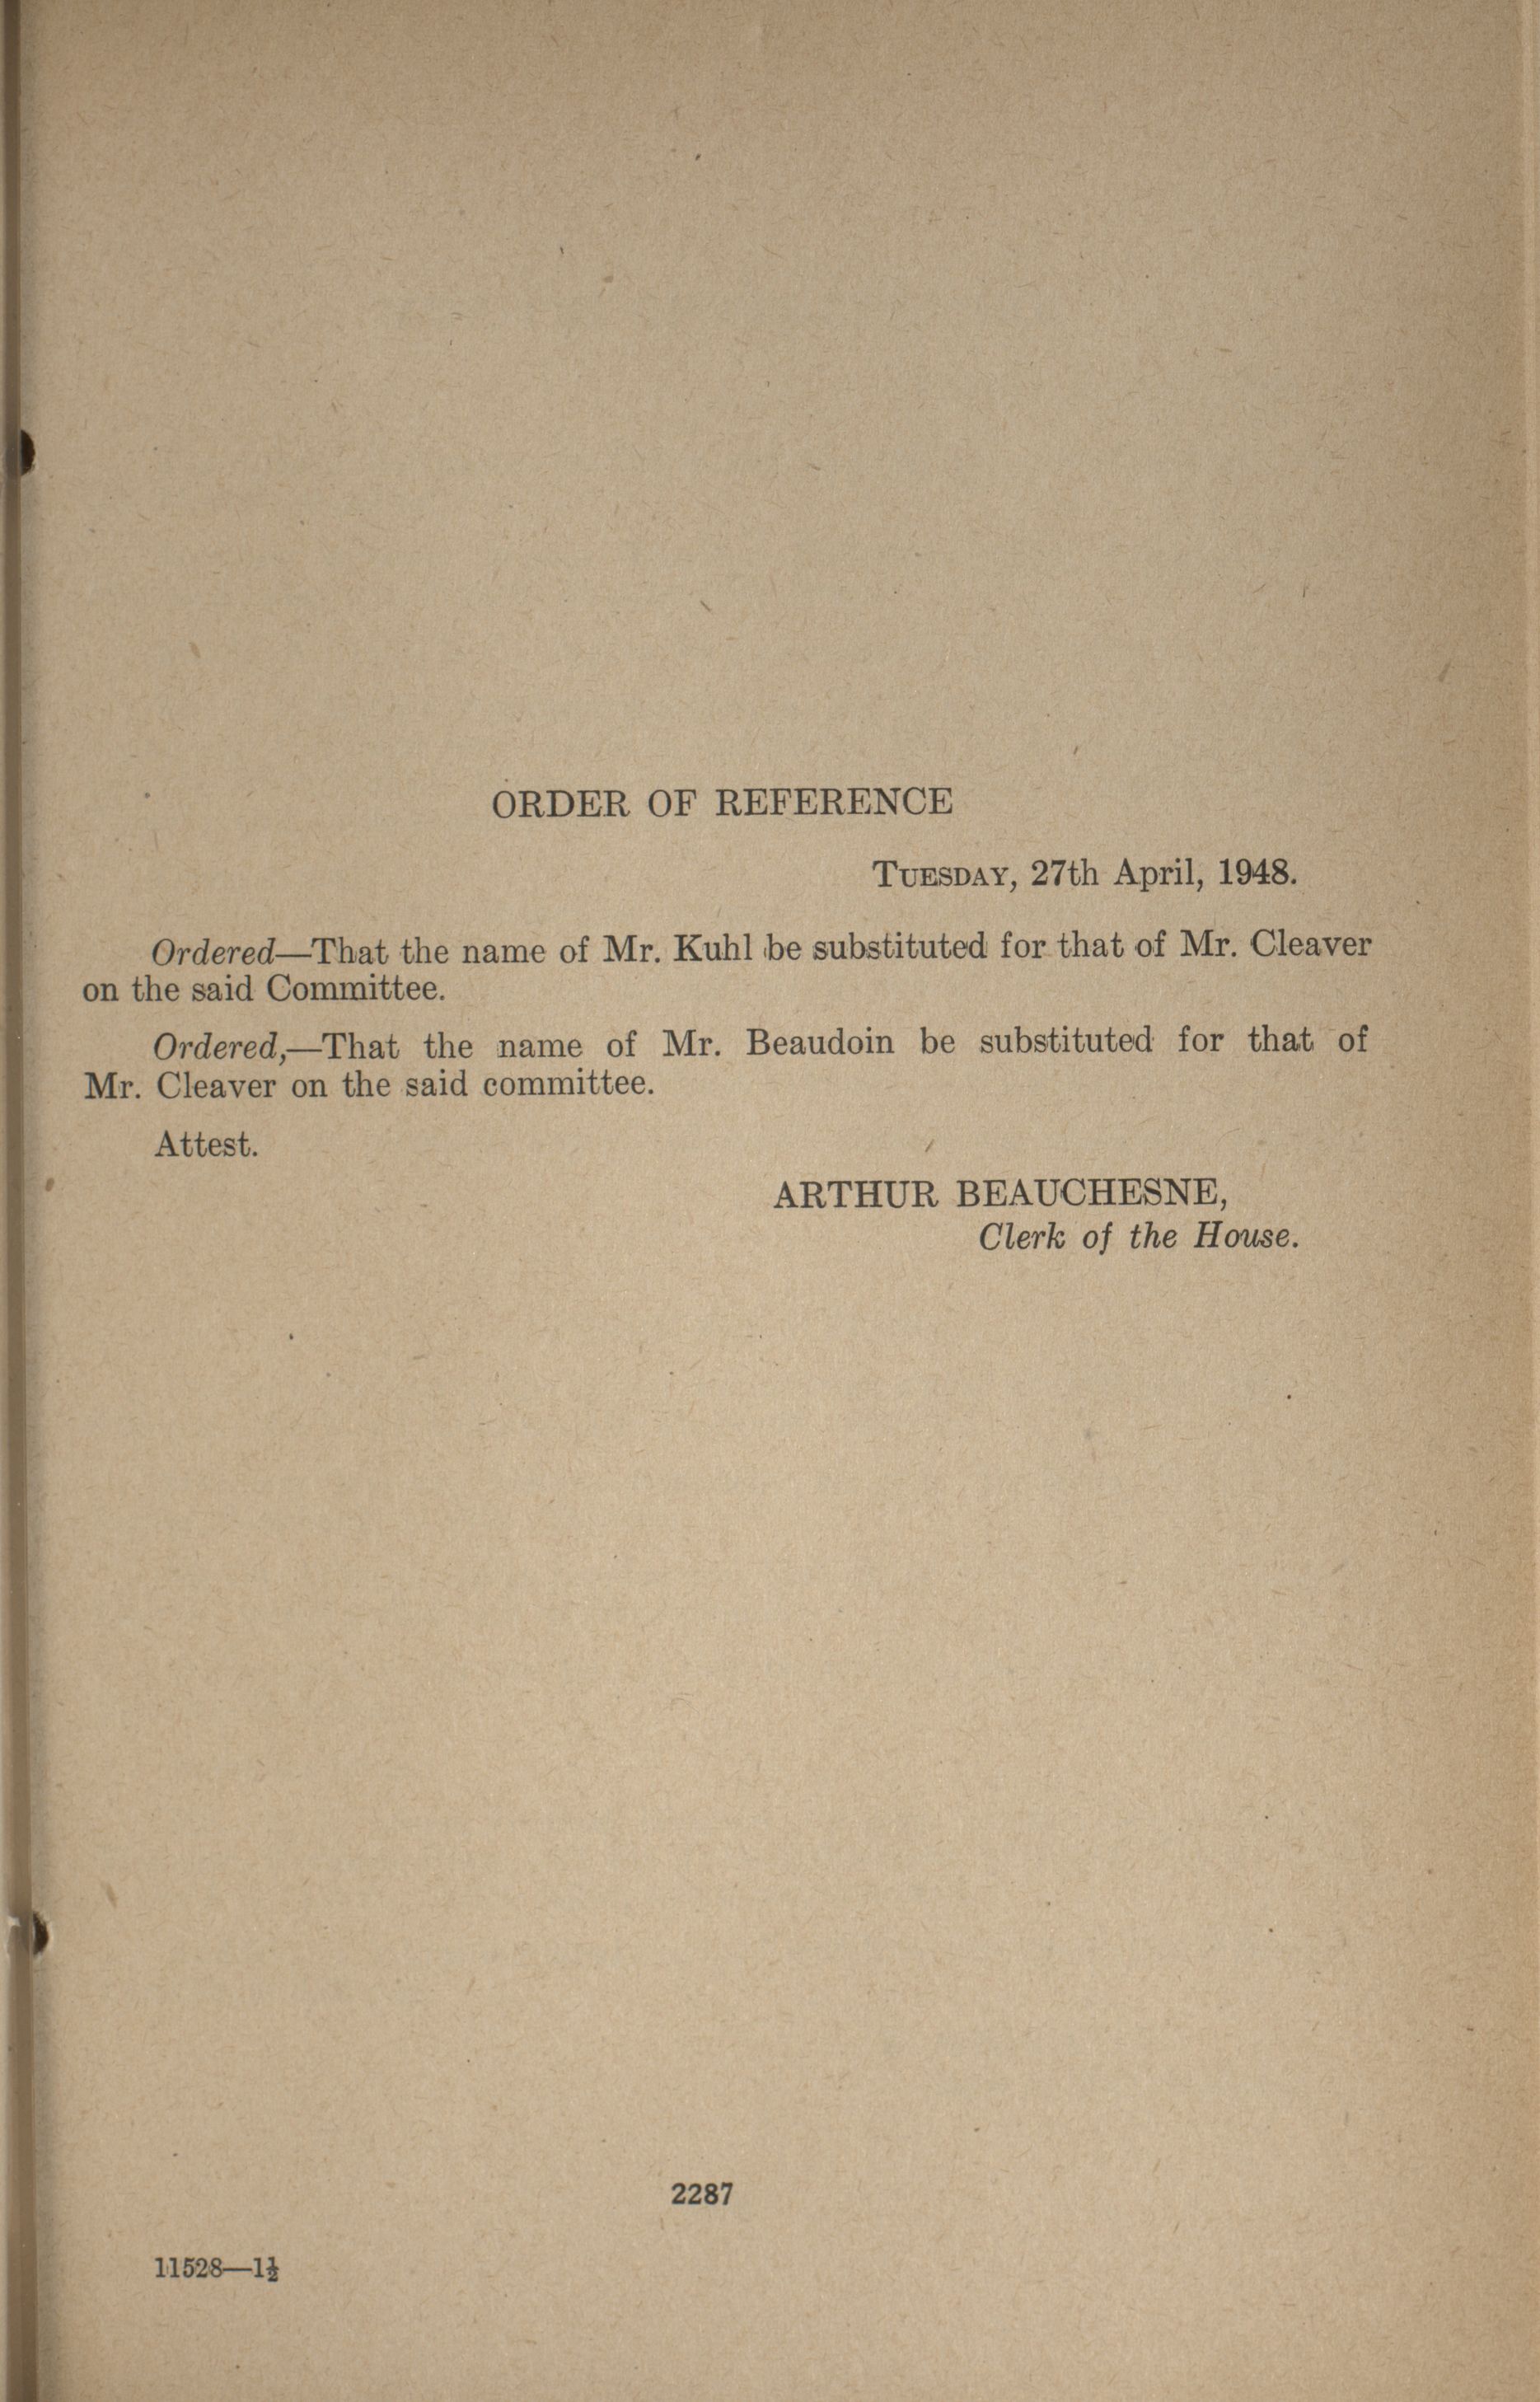 ORDER OF REFERENCE
TUESDAY, 27th April, 1948.
Ordered—That the name of Mr. Kuhl be substituted for that of Mr. Cleaver
on the said Committee.
Ordered,—That the name of Mr. Beaudoin be substituted for that of
Mr. Cleaver on the said committee.
Attest.
ARTHUR BEAUCHESNE,
Clerk of the House.
2287
11528—1½